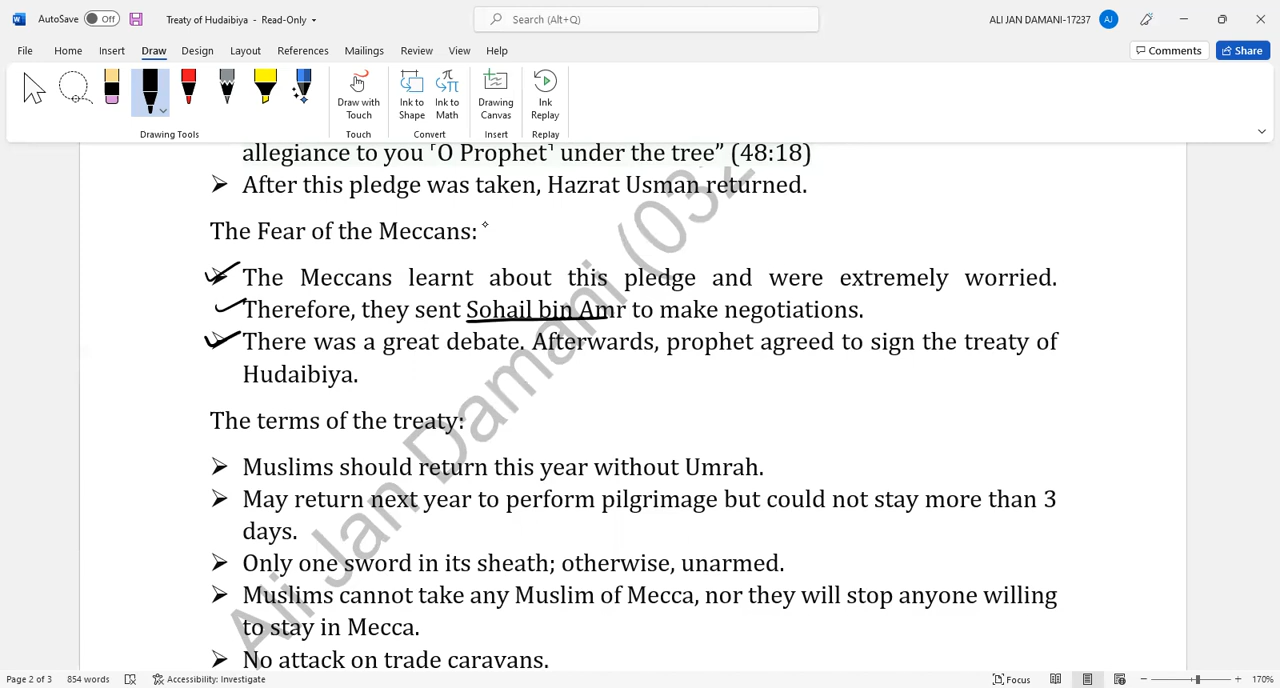 AutoSave Off Treaty of Hudaibiya - Read-Only Search (Alt+Q) ALI JAN DAMANI-17237 AJ
File Home Insert Draw Design Layout References Mailings Review View Help Comments Share
Draw with Touch Ink to Shape Ink to Math Drawing Canvas Ink Replay
Drawing Tools Touch Convert Insert Replay
allegiance to you ⸢O Prophet⸣ under the tree” (48:18)
After this pledge was taken, Hazrat Usman returned.
The Fear of the Meccans:
The Meccans learnt about this pledge and were extremely worried.
Therefore, they sent Sohail bin Amr to make negotiations.
There was a great debate. Afterwards, prophet agreed to sign the treaty of
Hudaibiya.
The terms of the treaty:
Muslims should return this year without Umrah.
May return next year to perform pilgrimage but could not stay more than 3
days.
Only one sword in its sheath; otherwise, unarmed.
Muslims cannot take any Muslim of Mecca, nor they will stop anyone willing
to stay in Mecca.
No attack on trade caravans.
Ali Jan Damani (032
Page 2 of 3 854 words Accessibility: Investigate Focus 170%